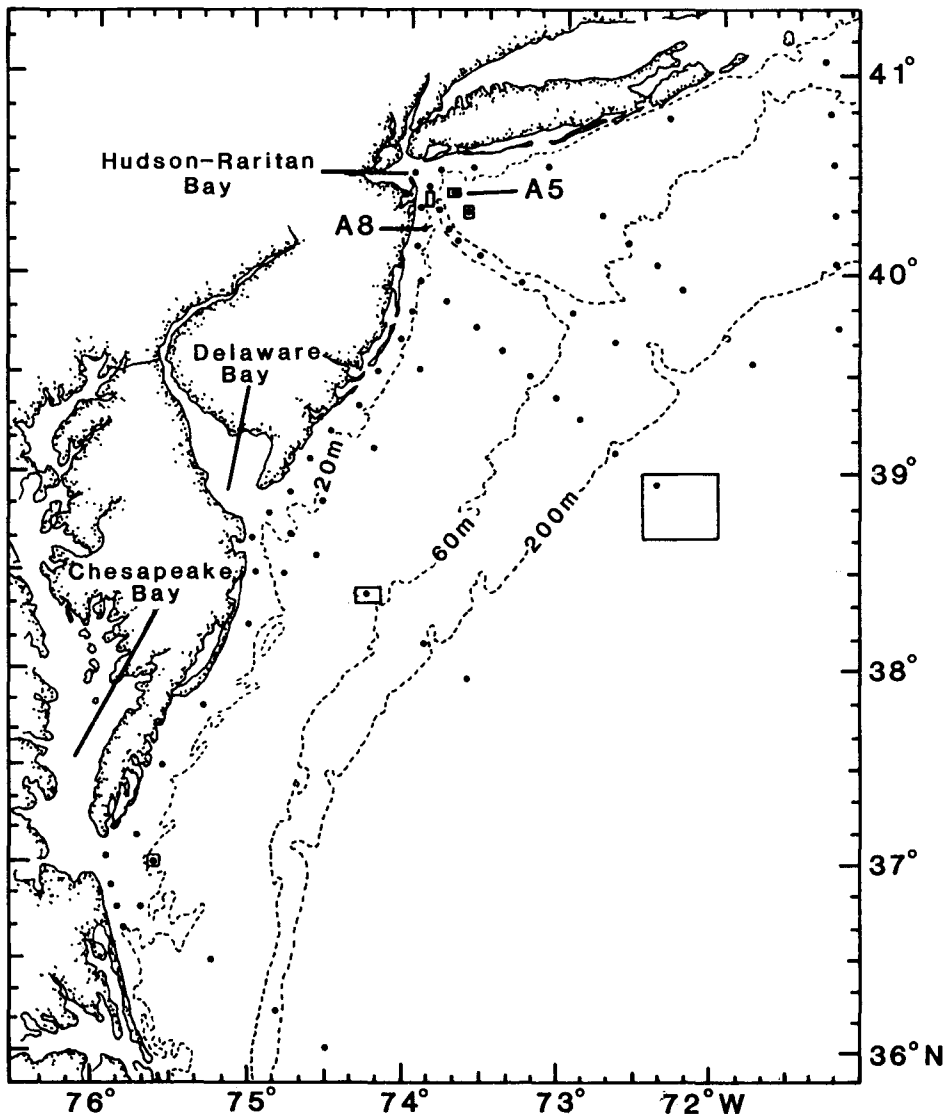 41°
Hudson-Raritan
Bay
A5
A8
40°
Delaware
Bay
20m
39°
60m
200m
Chesapeake
Bay
38°
37°
36°N
76°
75°
74°
73°
72°W